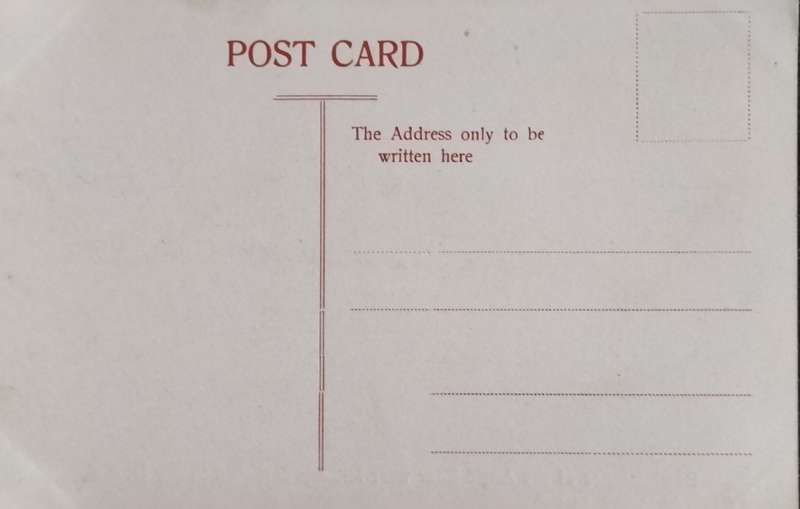 POST CARD
The Address only to be
written here